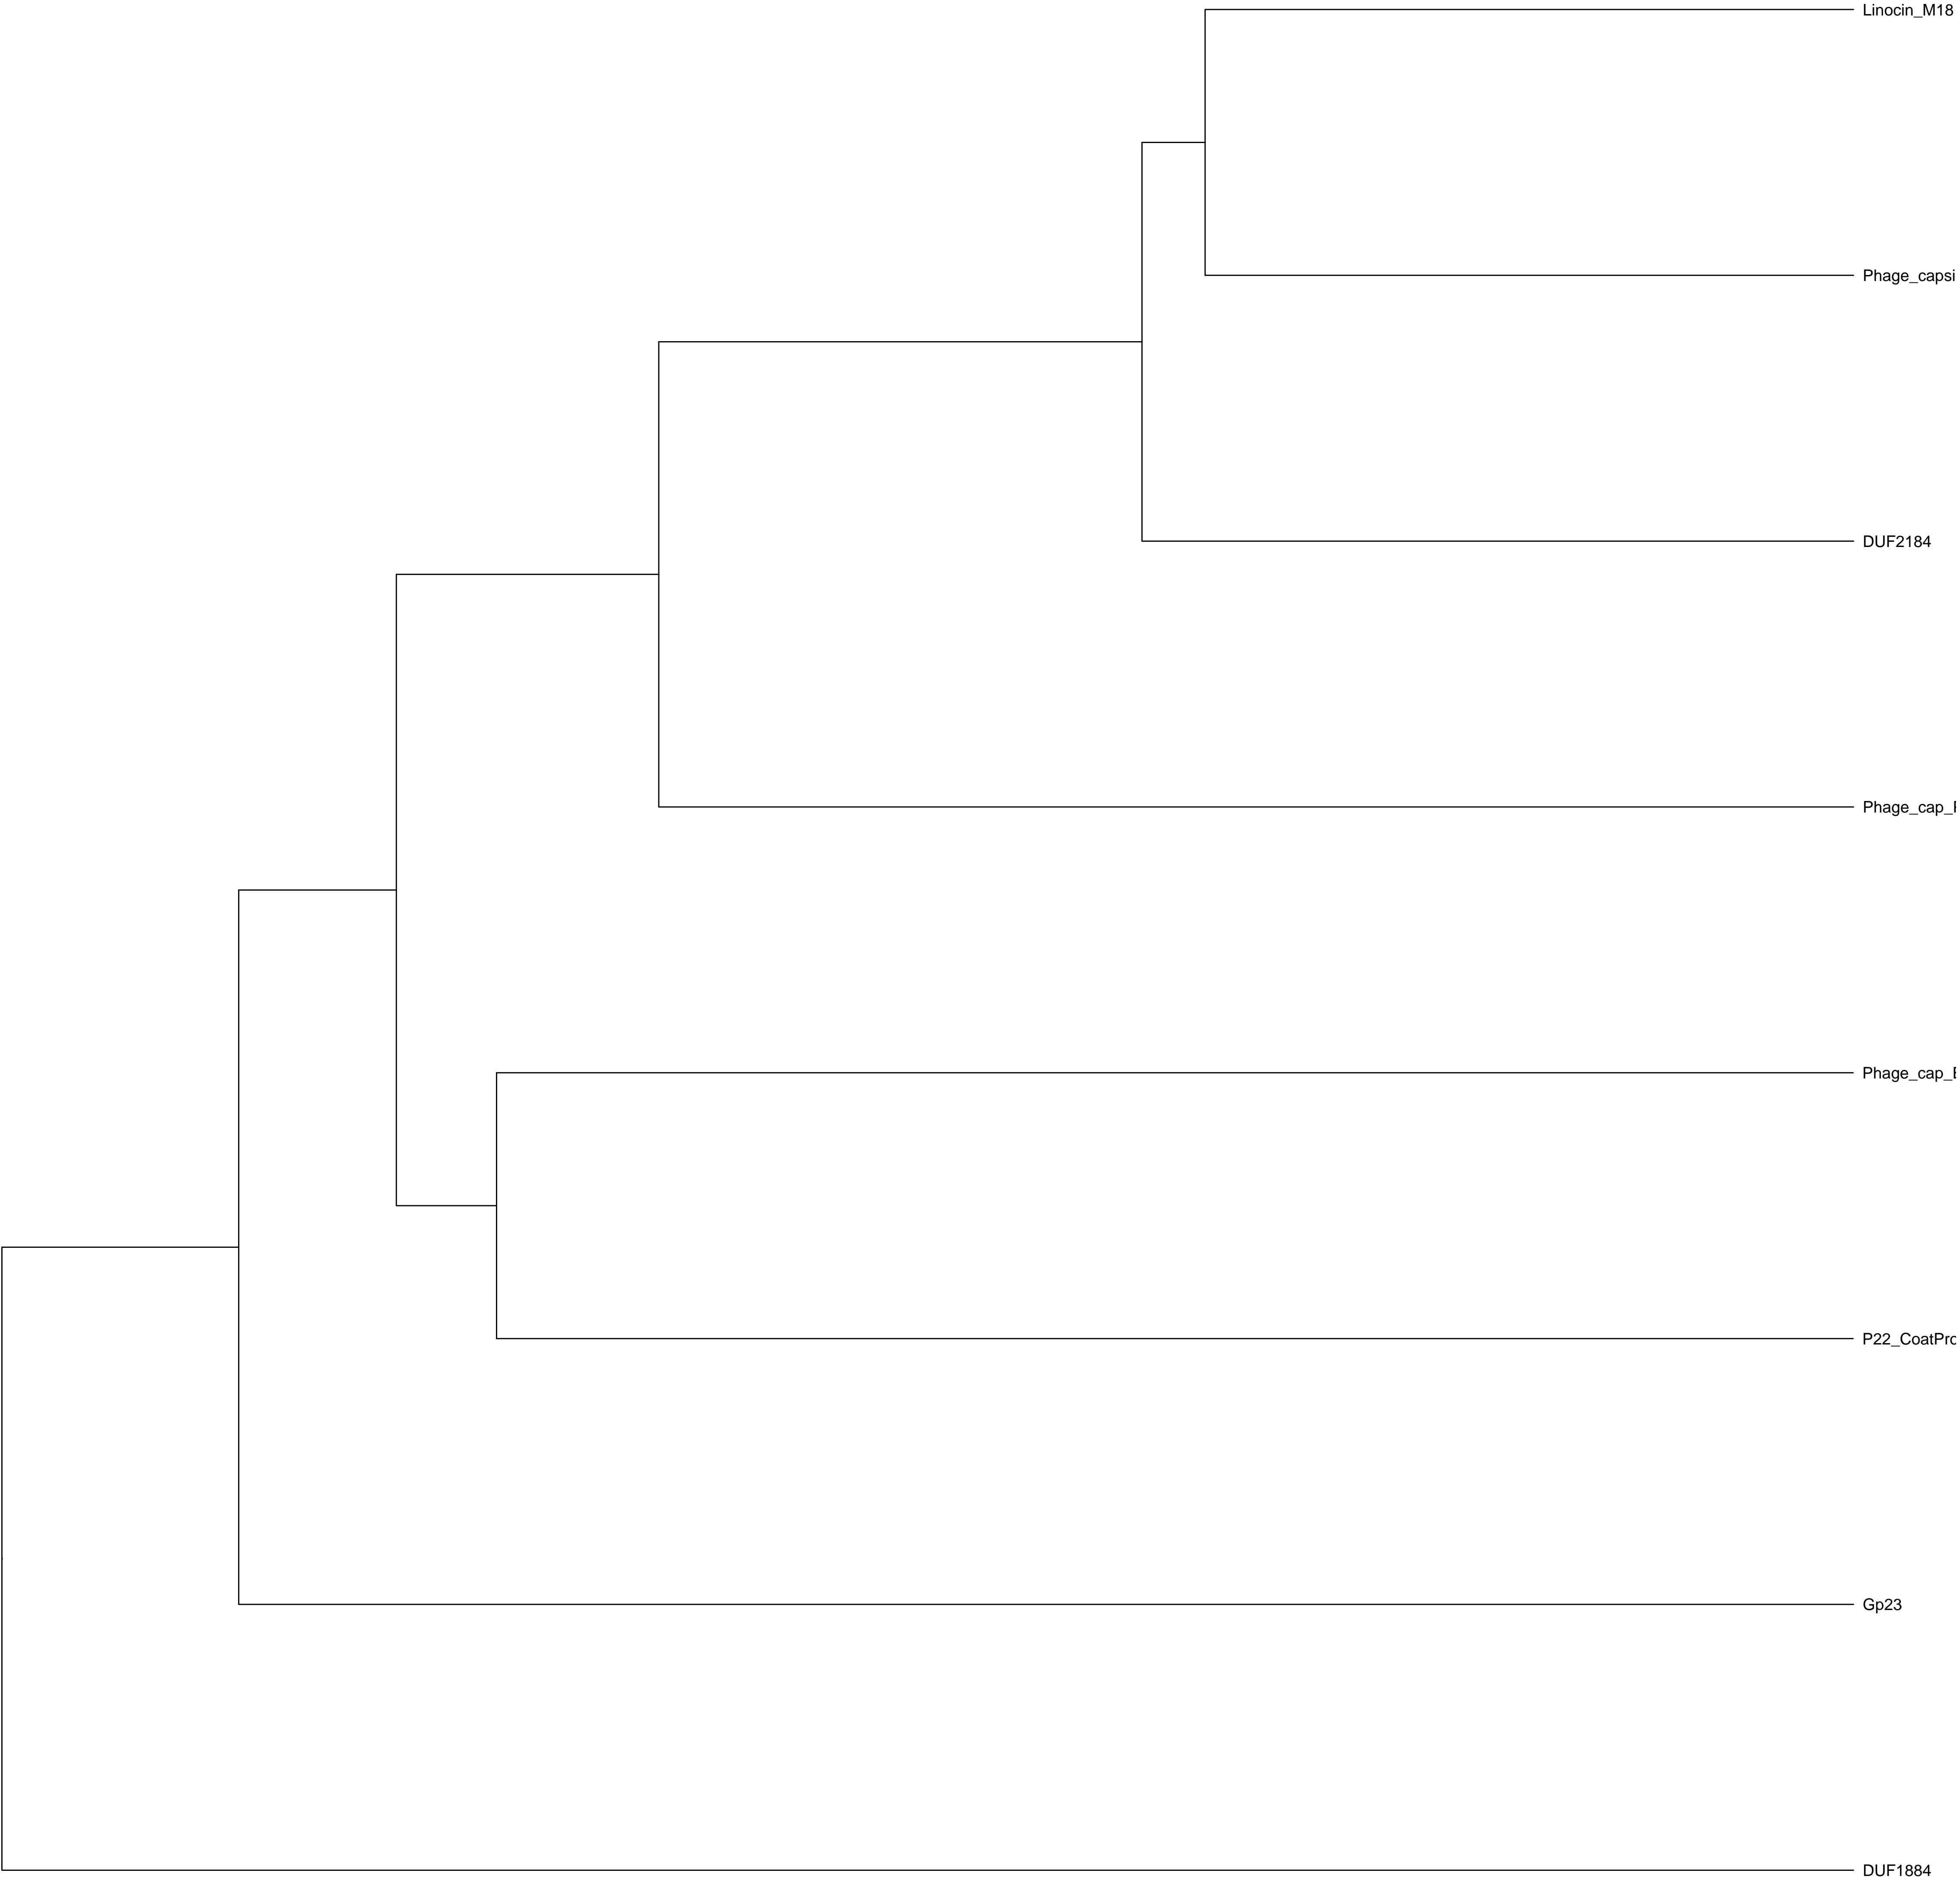 Linocin_M18
Phage_capsi
DUF2184
Phage_cap_
Phage_cap_
P22_CoatPro
Gp23
DUF1884